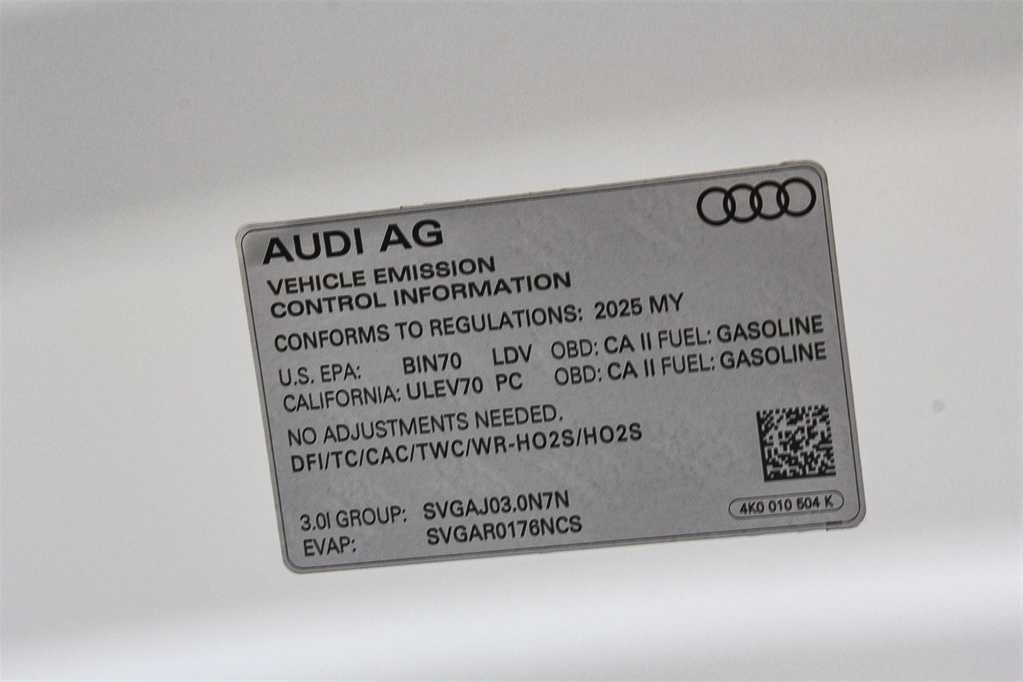 AUDI AG
VEHICLE EMISSION
CONTROL INFORMATION
CONFORMS TO REGULATIONS: 2025 MY
U.S. EPA: BIN70 LDV OBD: CA II FUEL: GASOLINE
CALIFORNIA: ULEV70 PC OBD: CA II FUEL: GASOLINE
NO ADJUSTMENTS NEEDED.
DFI/TC/CAC/TWC/WR-HO2S/HO2S
3.0l GROUP: SVGAJ03.0N7N
EVAP: SVGAR0176NCS
4K0 010 504 K